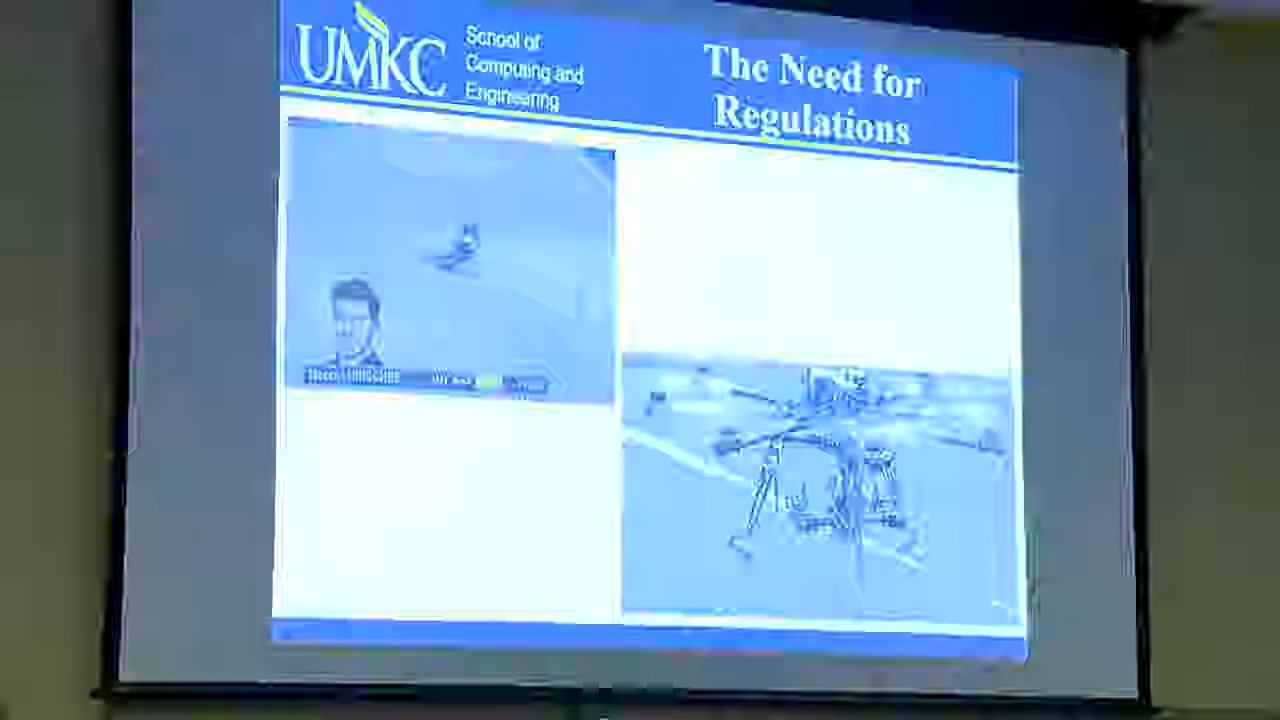 UMKC
School of
Computing and
Engineering
The Need for
Regulations